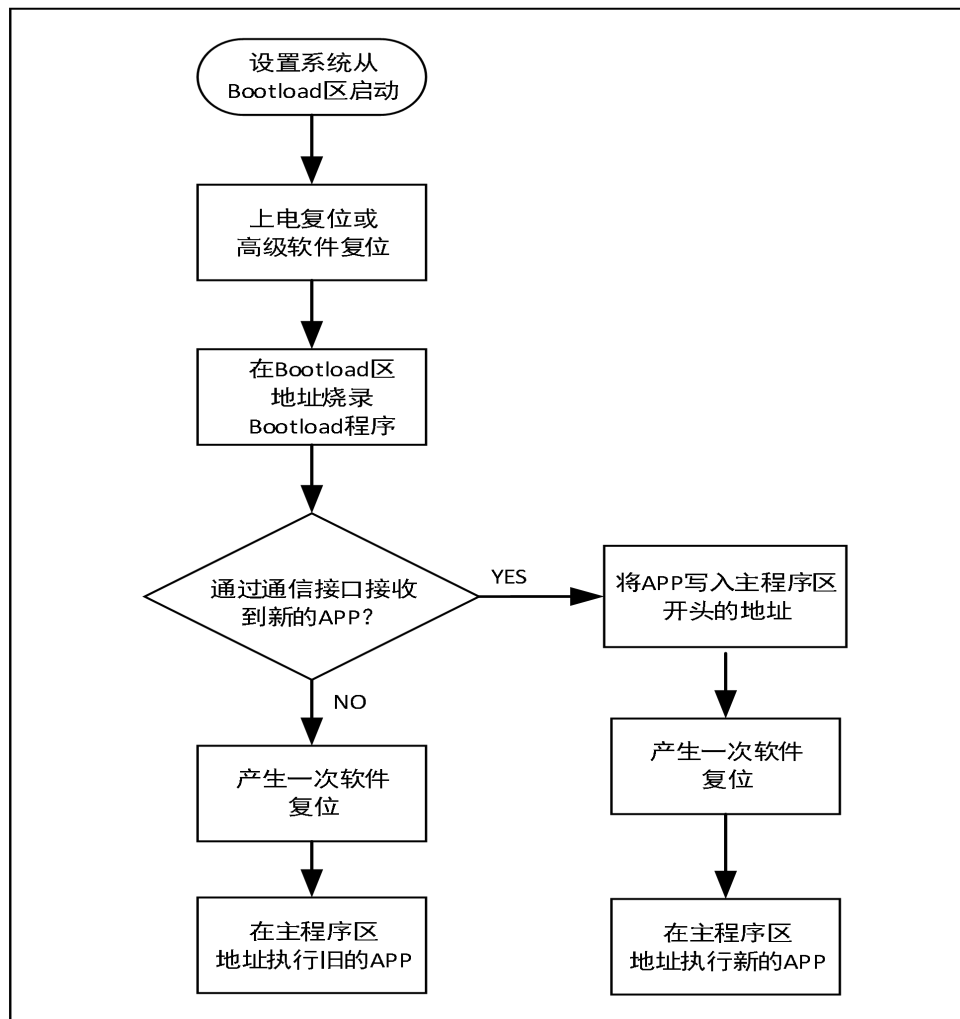 设置系统从
Bootload区启动
上电复位或
高级软件复位
在Bootload区
地址烧录
Bootload程序
通过通信接口接收
到新的APP？
YES
将APP写入主程序区
开头的地址
NO
产生一次软件
复位
产生一次软件
复位
在主程序区
地址执行旧的APP
在主程序区
地址执行新的APP